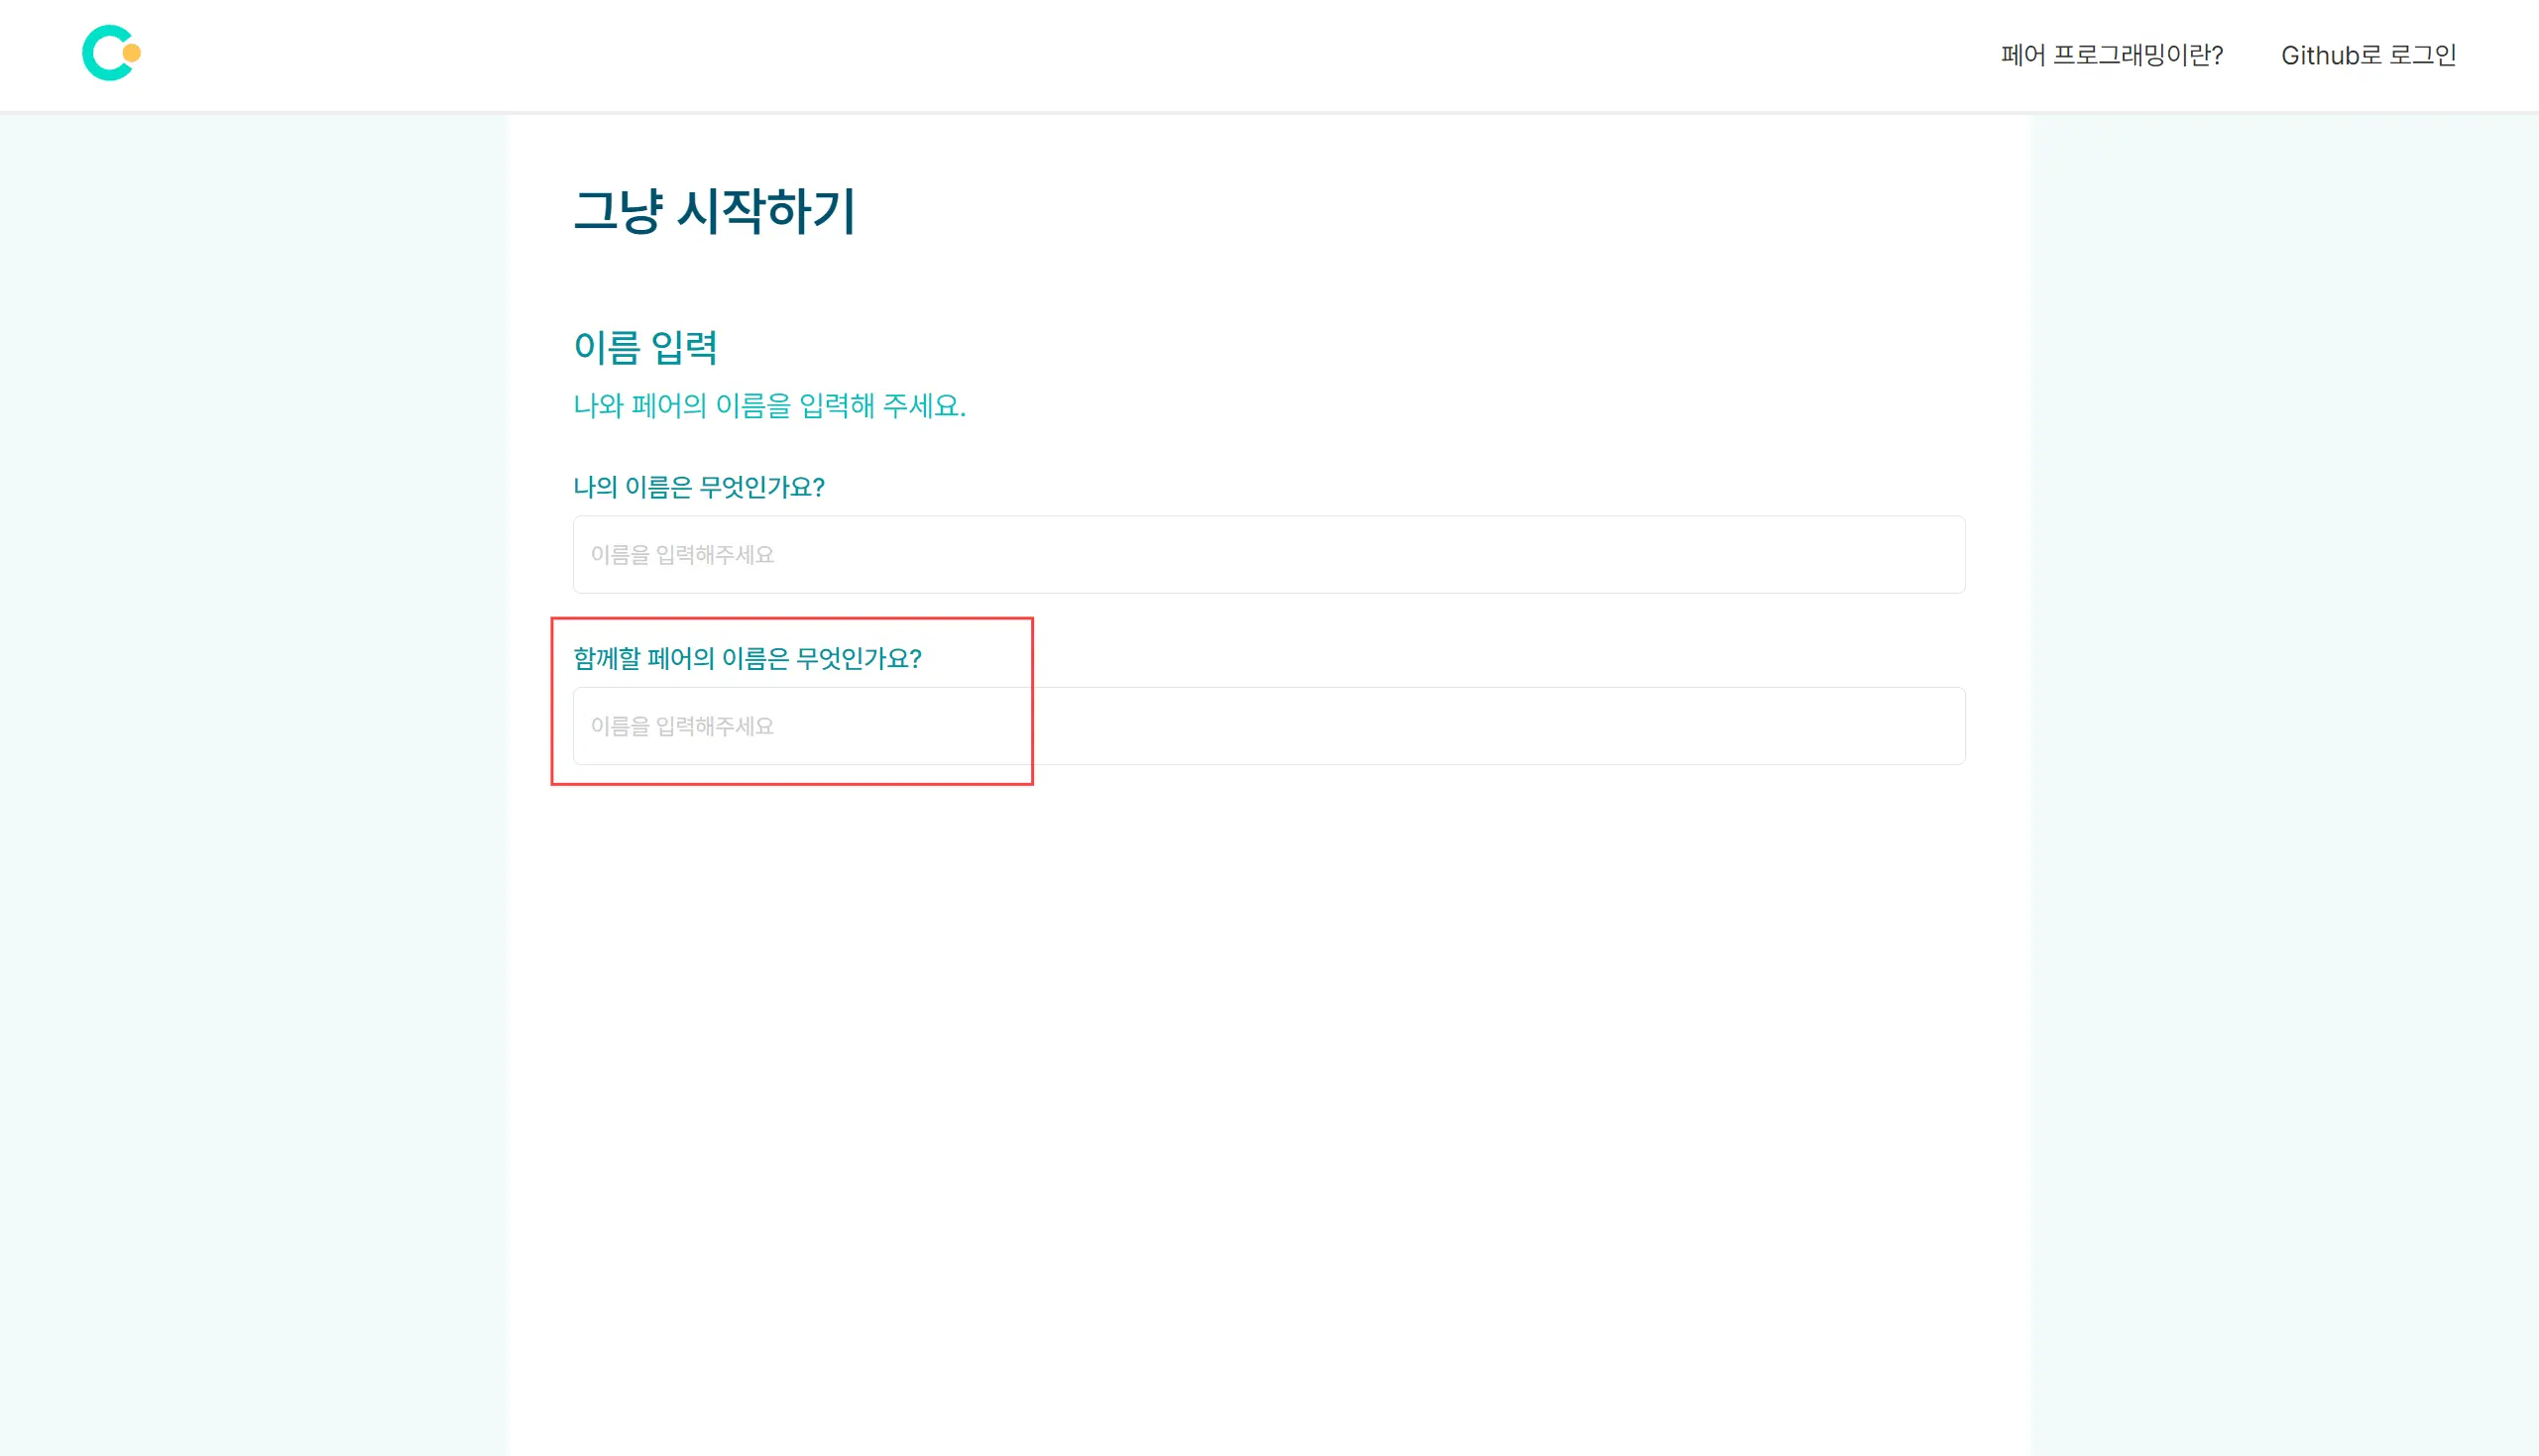 페어 프로그래밍이란? Github로 로그인
그냥 시작하기
이름 입력
나와 페어의 이름을 입력해 주세요.
나의 이름은 무엇인가요?
이름을 입력해주세요
함께할 페어의 이름은 무엇인가요?
이름을 입력해주세요